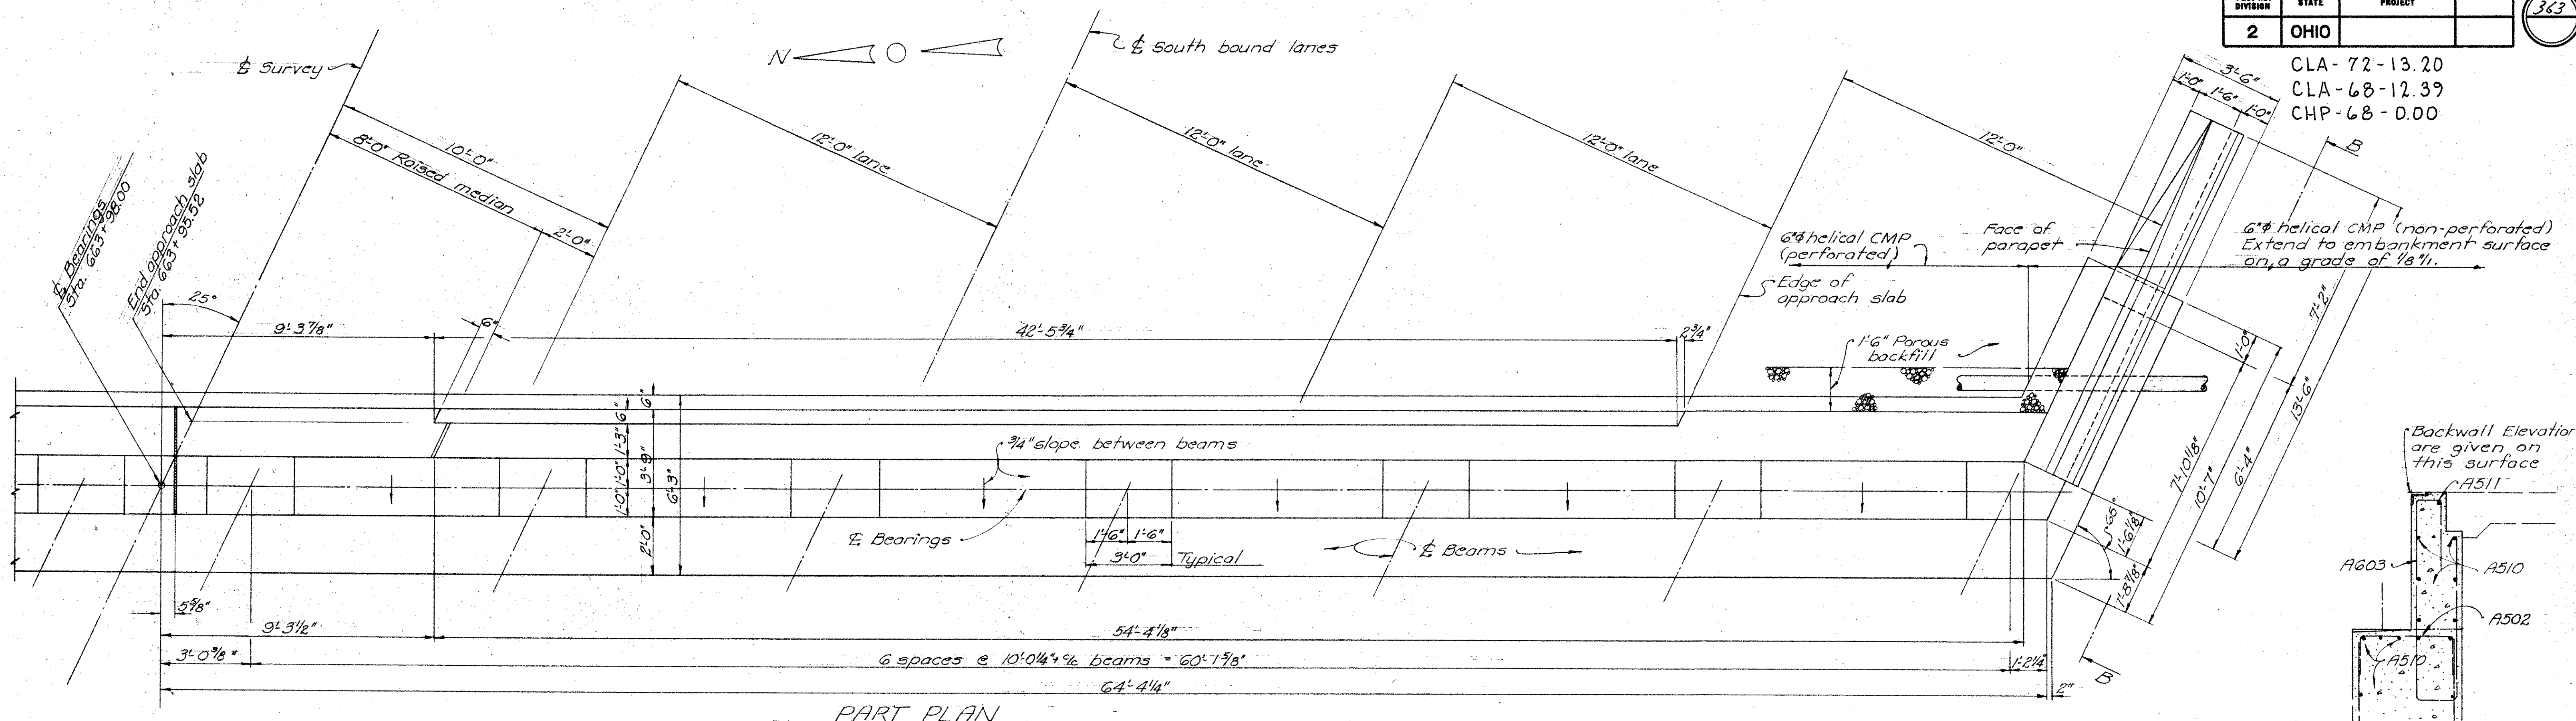 DIVISION
STATE
PROJECT
2
OHIO
363
CLA-72-13.20
CLA-68-12.39
CHP-68-0.00
N
℄ Survey
℄ South bound lanes
10'-0"
8'-0" Raised median
2'-0"
12'-0" lane
12'-0" lane
12'-0" lane
12'-0"
3'-6"
1'-0"
1'-6"
1'-0"
B
℄ Bearings
Sta. 663+98.00
End approach slab
Sta. 663+95.52
25°
6"∅ helical CMP
(perforated)
Face of
parapet
6"∅ helical CMP (non-perforated)
Extend to embankment surface
on a grade of 1/8"/1.
Edge of
approach slab
9'-3 7/8"
6"
42'-5 3/4"
2 3/4"
1'-6" Porous
backfill
1'-0"
7'-2"
13'-6"
6"
6"
1'-3"
1'-0"
1'-0"
3'-9"
6'-3"
2'-0"
3/4" slope between beams
℄ Bearings
1'-6"
1'-6"
3'-0"
Typical
℄ Beams
65°
1'-6 1/8"
1'-8 7/8"
7'-10 1/8"
10'-7"
6'-4"
Backwall Elevation
are given on
this surface
A511
A603
A510
A502
A510
5 5/8"
9'-3 1/2"
54'-4 1/8"
3'-0 3/8"
6 spaces @ 10'-0 1/4"± c/c beams = 60'-1 5/8"
1'-2 1/4"
64'-4 1/4"
2"
B
PART PLAN